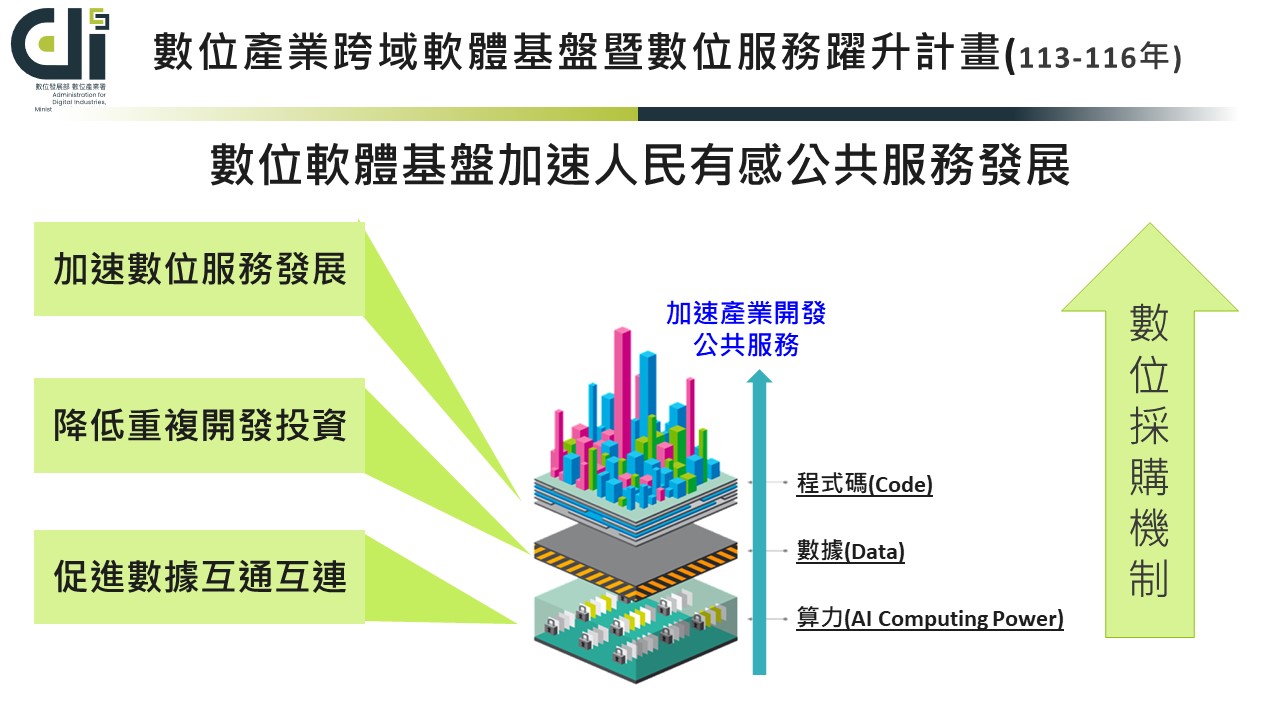 數位發展部 數位產業署
Administration for
Digital Industries,
Minist
數位產業跨域軟體基盤暨數位服務躍升計畫(113-116年)
數位軟體基盤加速人民有感公共服務發展
加速數位服務發展
降低重複開發投資
促進數據互通互連
加速產業開發
公共服務
程式碼(Code)
數據(Data)
算力(AI Computing Power)
數
位
採
購
機
制